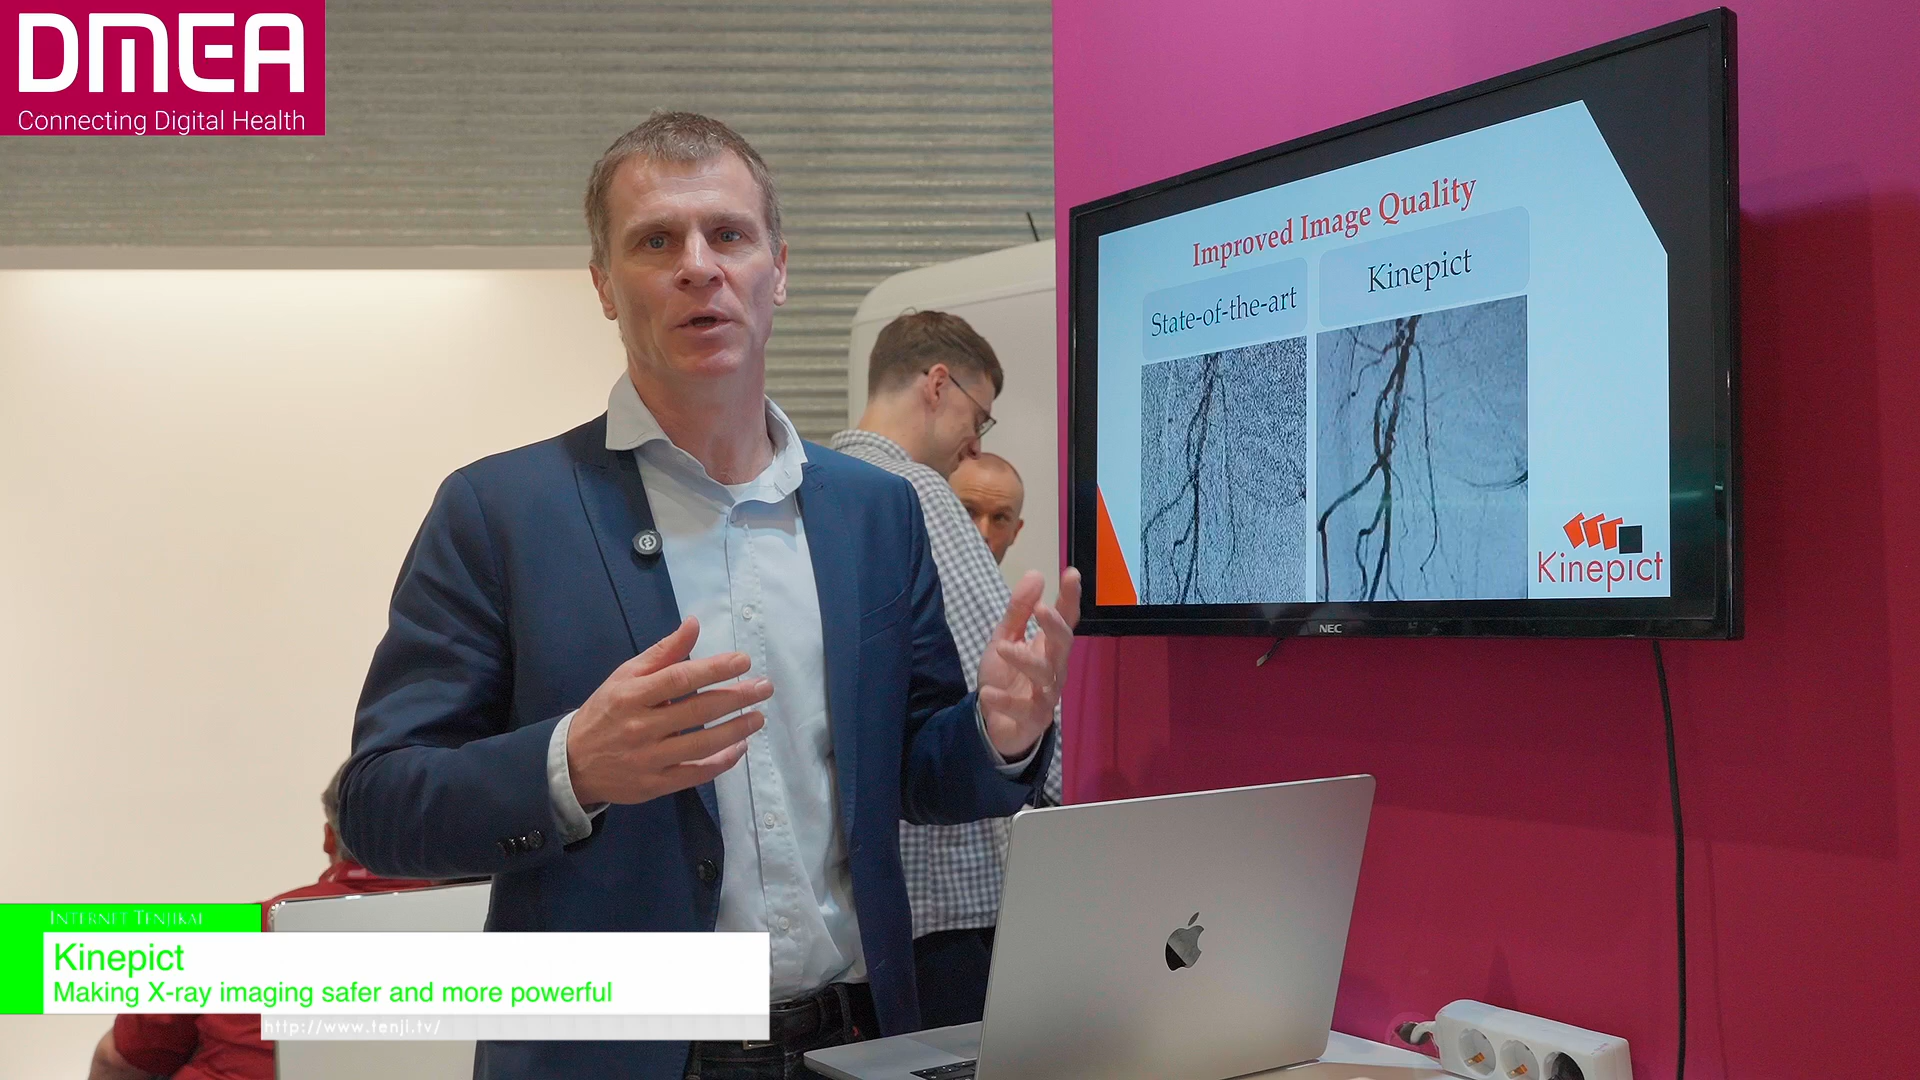 DMEA
Connecting Digital Health
Improved Image Quality
State-of-the-art
Kinepict
Kinepict
NEC
INTERNET TENJIKAI
Kinepict
Making X-ray imaging safer and more powerful
http://www.tenji.tv/